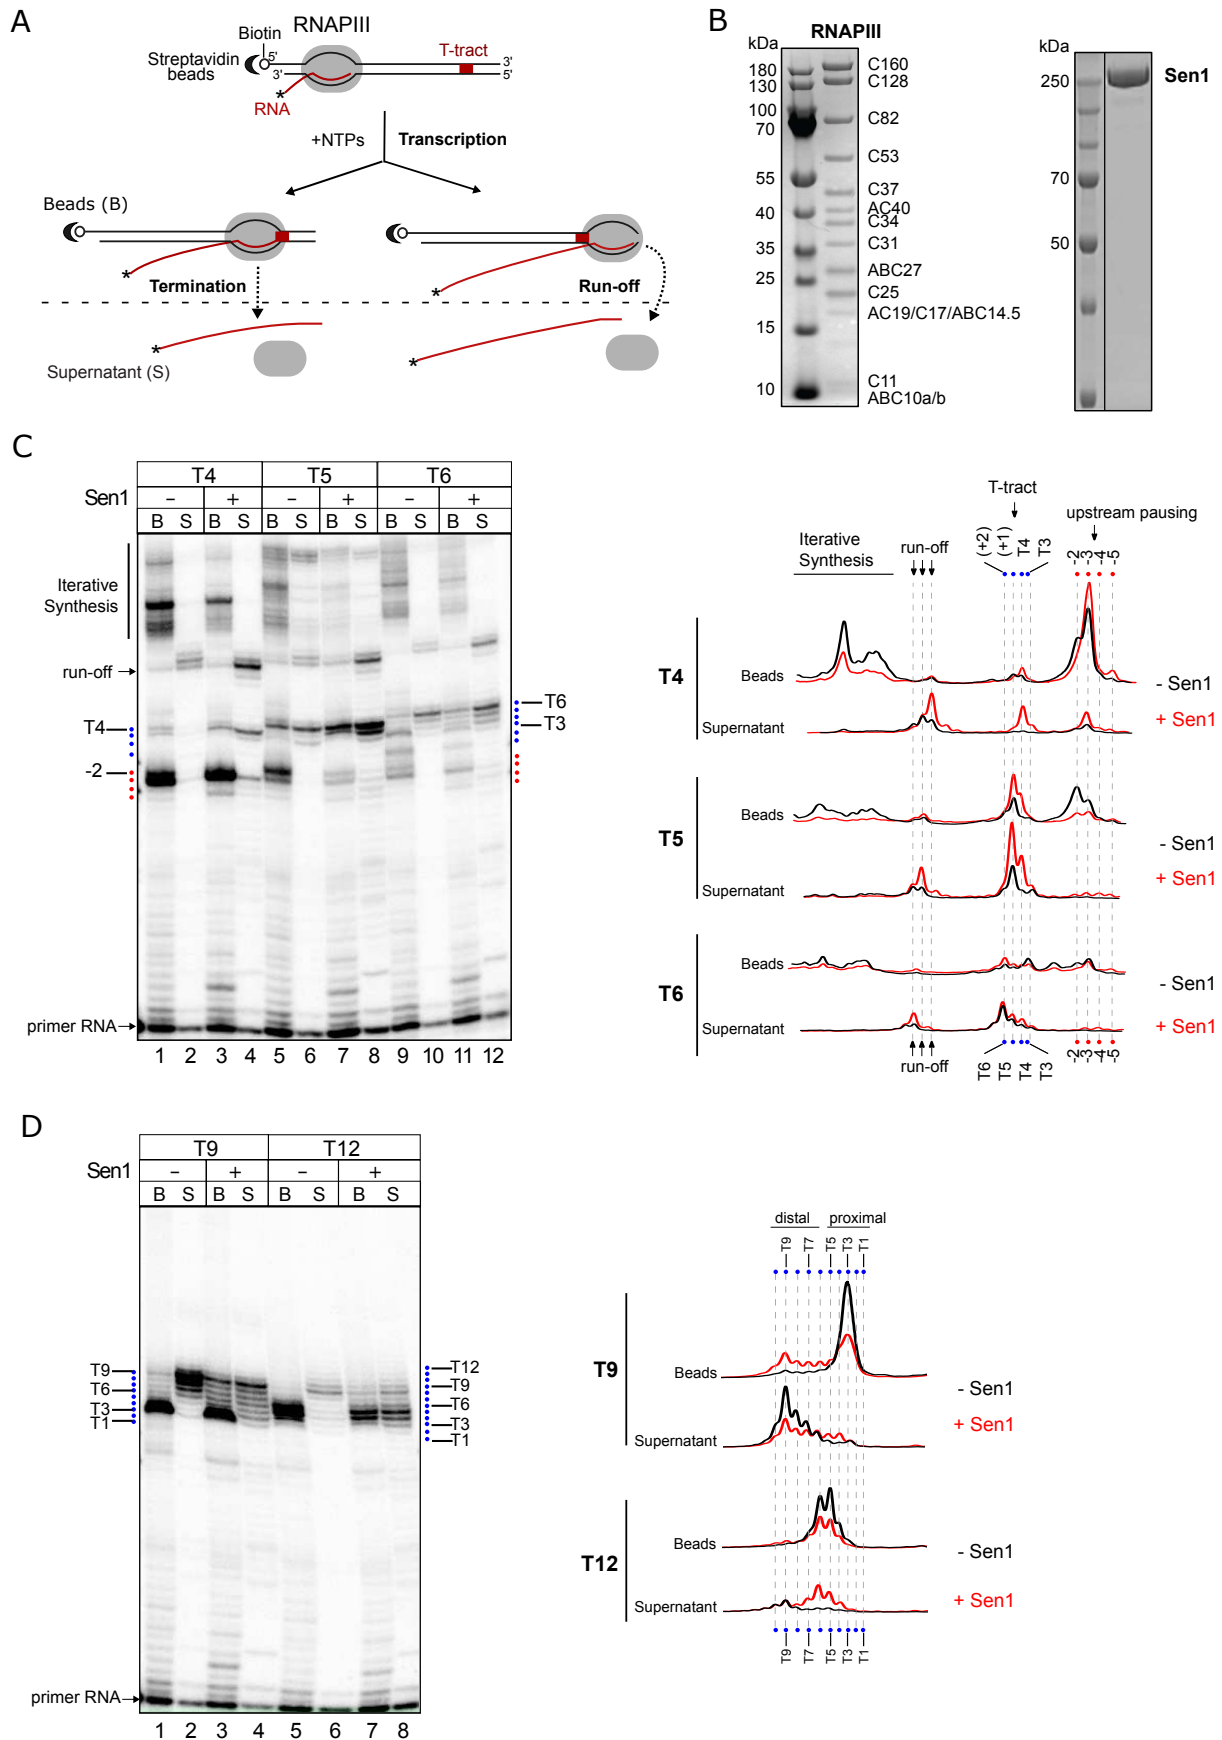 A
RNAPIII
Biotin
5'
Streptavidin
beads
3'
T-tract
3'
5'
*
RNA
+NTPs
Transcription
Beads (B)
*
Termination
*
Run-off
*
*
Supernatant (S)
B
RNAPIII
kDa
180
130
100
70
55
40
35
25
15
10
C160
C128
C82
C53
C37
AC40
C34
C31
ABC27
C25
AC19/C17/ABC14.5
C11
ABC10a/b
kDa
250
70
50
Sen1
C
T4 T5 T6
Sen1 – + – + – +
B S B S B S B S B S B S
Iterative
Synthesis
run-off
T4
-2
T6
T3
primer RNA
1 2 3 4 5 6 7 8 9 10 11 12
T-tract
upstream pausing
Iterative
Synthesis
run-off
(+2)
(+1)
T4
T3
-2
-3
-4
-5
T4
Beads
Supernatant
- Sen1
+ Sen1
T5
Beads
Supernatant
- Sen1
+ Sen1
T6
Beads
Supernatant
- Sen1
+ Sen1
run-off
T6
T5
T4
T3
-2
-3
-4
-5
D
T9 T12
Sen1 – + – +
B S B S B S B S
T9
T6
T3
T1
T12
T9
T6
T3
T1
primer RNA
1 2 3 4 5 6 7 8
distal proximal
T9
T7
T5
T3
T1
T9
Beads
Supernatant
- Sen1
+ Sen1
T12
Beads
Supernatant
- Sen1
+ Sen1
T9
T7
T5
T3
T1